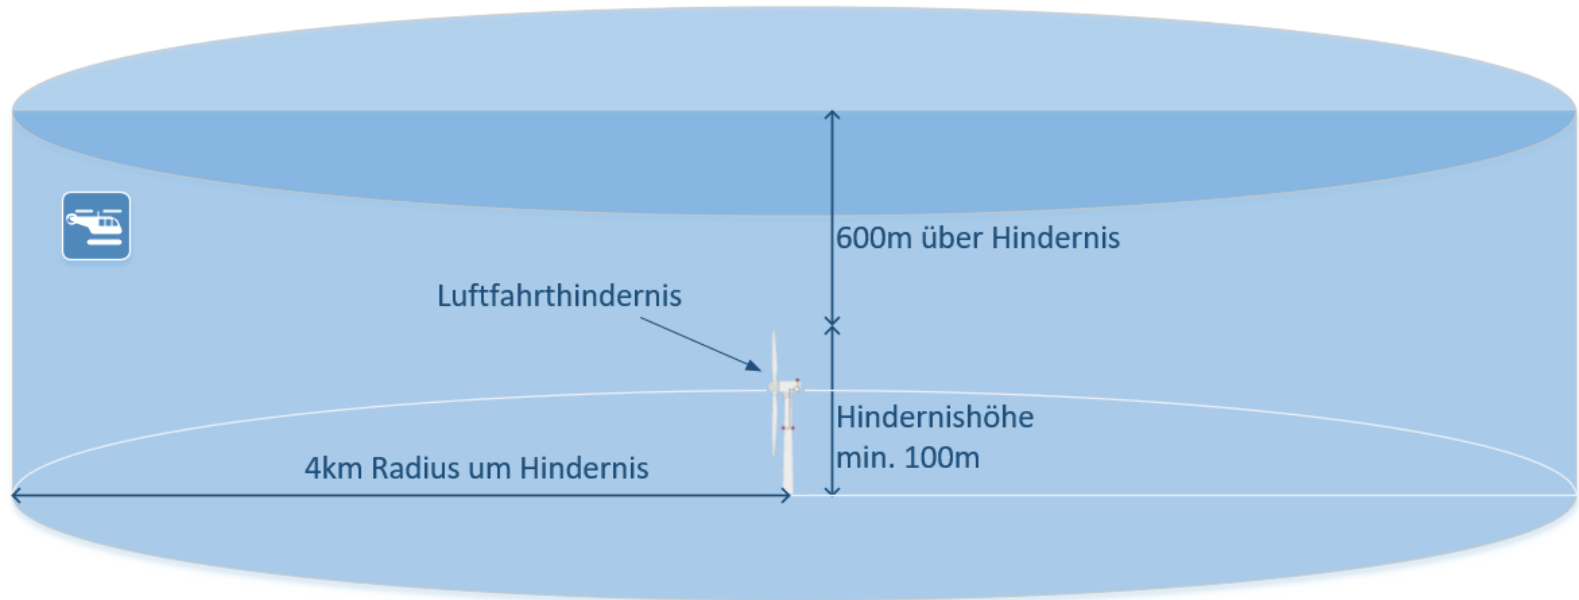 600m über Hindernis
Luftfahrthindernis
Hindernishöhe
min. 100m
4km Radius um Hindernis